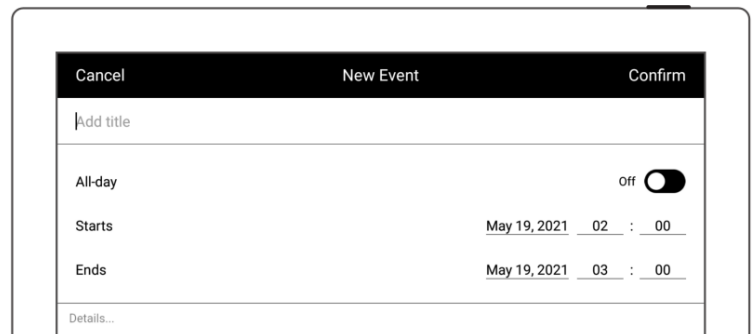 Cancel New Event Confirm
Add title
All-day Off
Starts May 19, 2021 02 : 00
Ends May 19, 2021 03 : 00
Details...